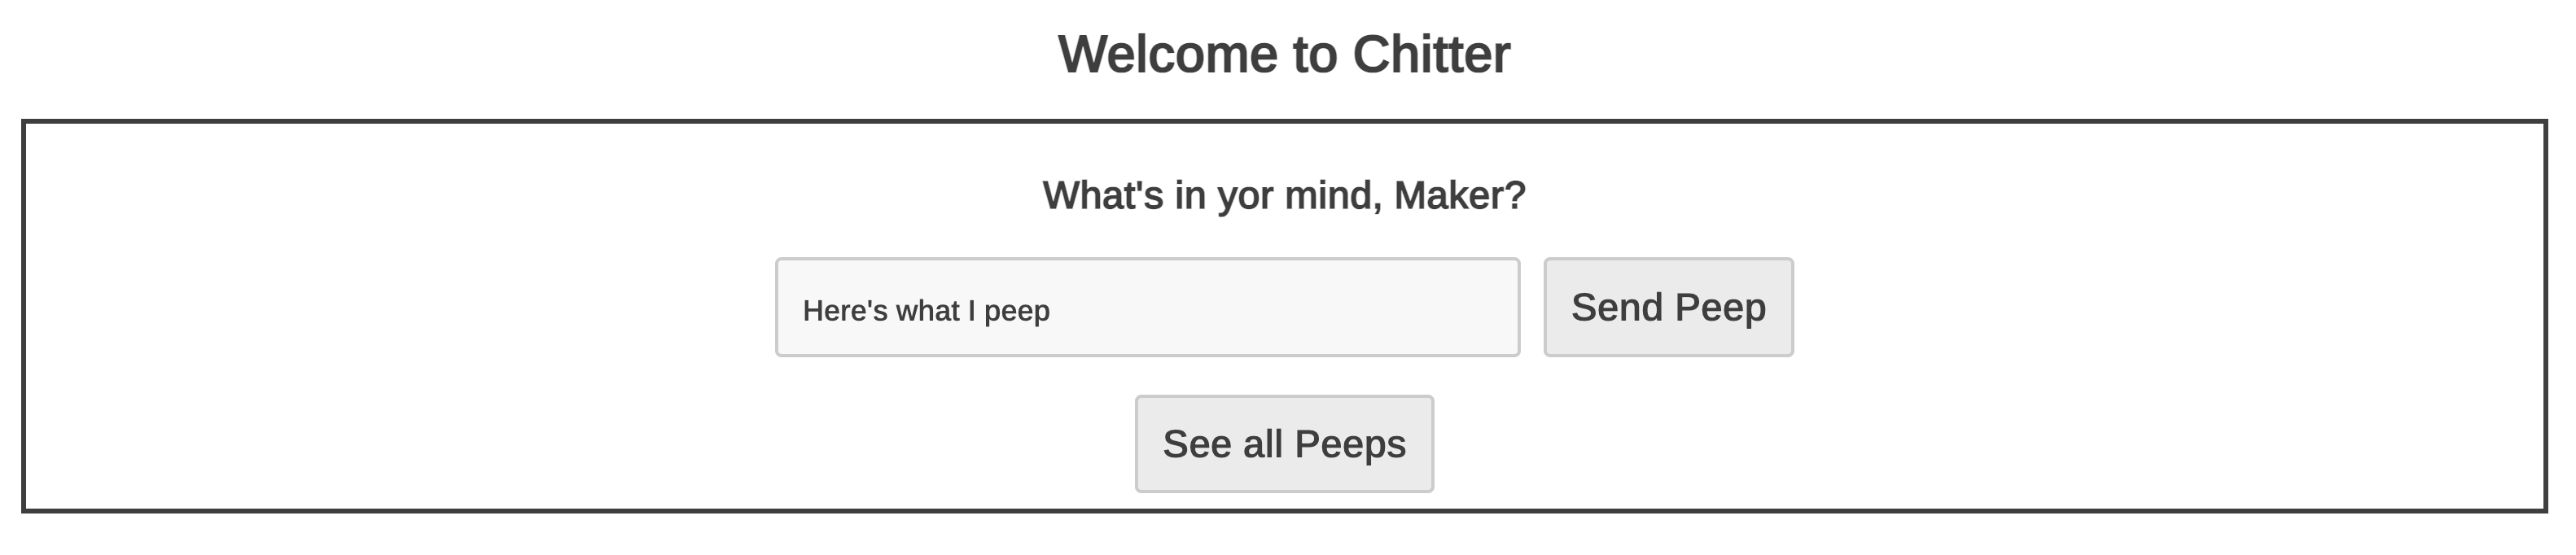 Welcome to Chitter
What's in yor mind, Maker?
Here's what I peep
Send Peep
See all Peeps